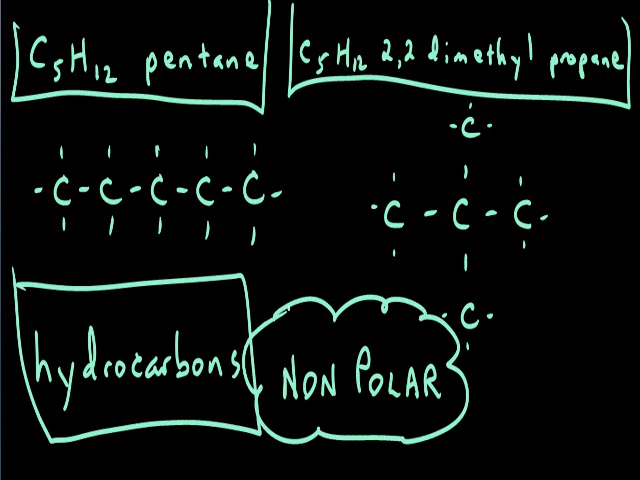 C₅H₁₂ pentane
C₅H₁₂ 2,2 dimethyl propane
C
C C C C C
C C C
C
hydrocarbons
NON POLAR